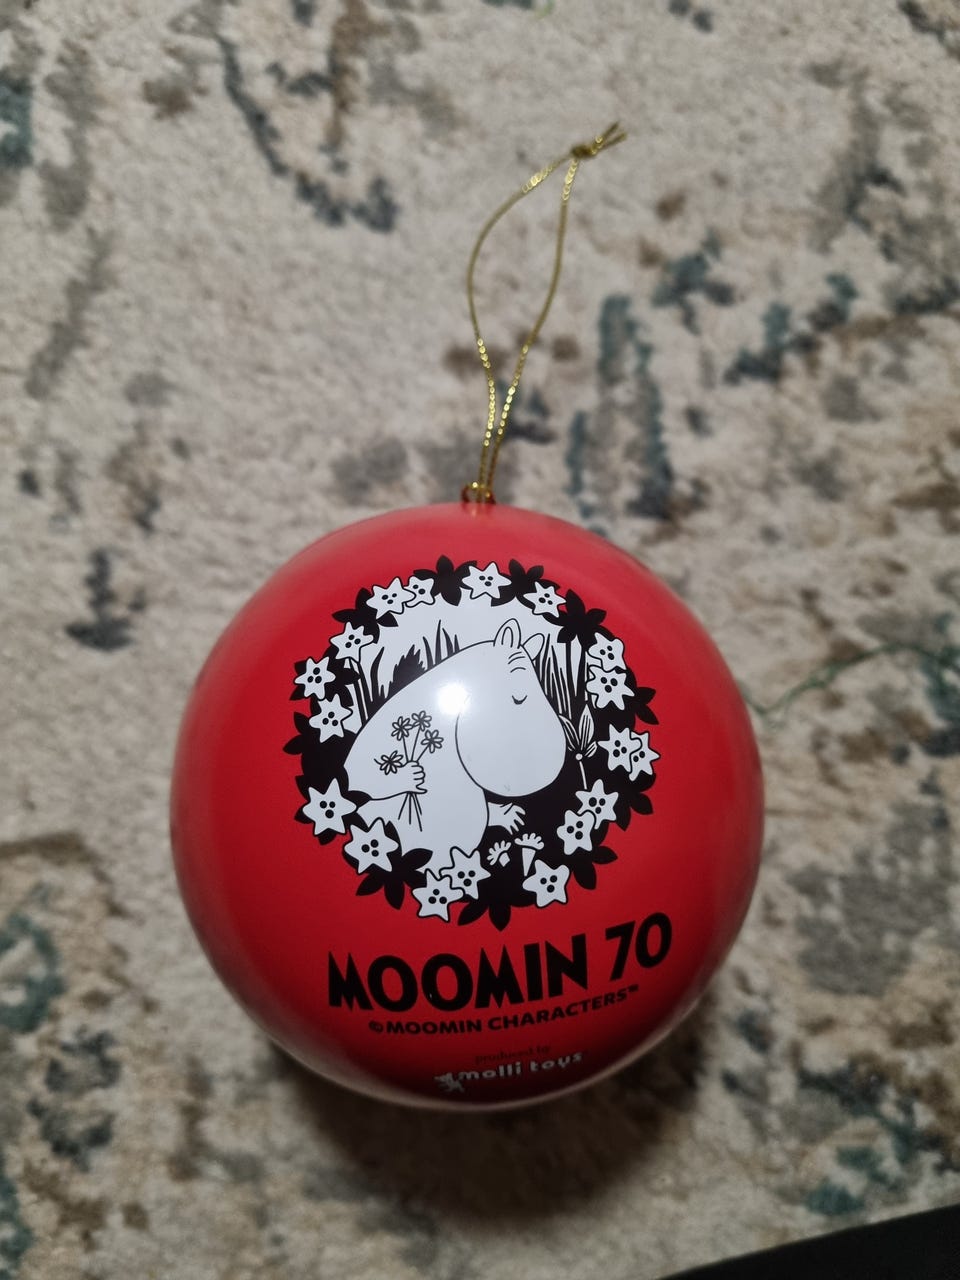 MOOMIN 70
©MOOMIN CHARACTERS™
produced by
molli toys